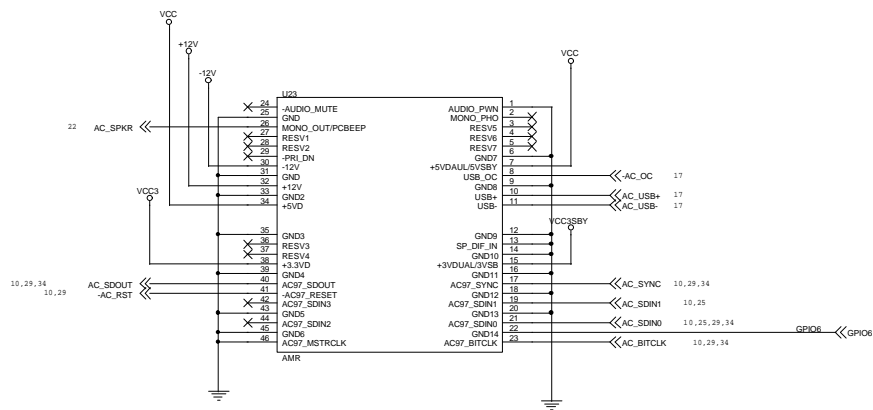 VCC
+12V
-12V
VCC
U23
24 -AUDIO_MUTE AUDIO_PWN 1
25 GND MONO_PHO 2
22 AC_SPKR 26 MONO_OUT/PCBEEP RESV5 3
27 RESV1 RESV6 4
28 RESV2 RESV7 5
29 -PRI_DN GND7 6
30 -12V +5VDAUL/5VSBY 7
31 GND USB_OC 8 -AC_OC 17
32 +12V GND8 9
33 GND2 USB+ 10 AC_USB+ 17
34 +5VD USB- 11 AC_USB- 17
VCC3
VCC3SBY
35 GND3 GND9 12
36 RESV3 SP_DIF_IN 13
37 RESV4 GND10 14
38 +3.3VD +3VDUAL/3VSB 15
39 GND4 GND11 16
10,29,34 AC_SDOUT 40 AC97_SDOUT AC97_SYNC 17 AC_SYNC 10,29,34
10,29 -AC_RST 41 -AC97_RESET GND12 18
42 AC97_SDIN3 AC97_SDIN1 19 AC_SDIN1 10,25
43 GND5 GND13 20
44 AC97_SDIN2 AC97_SDIN0 21 AC_SDIN0 10,25,29,34
45 GND6 GND14 22 GPIO6 GPIO6
46 AC97_MSTRCLK AC97_BITCLK 23 AC_BITCLK 10,29,34
AMR